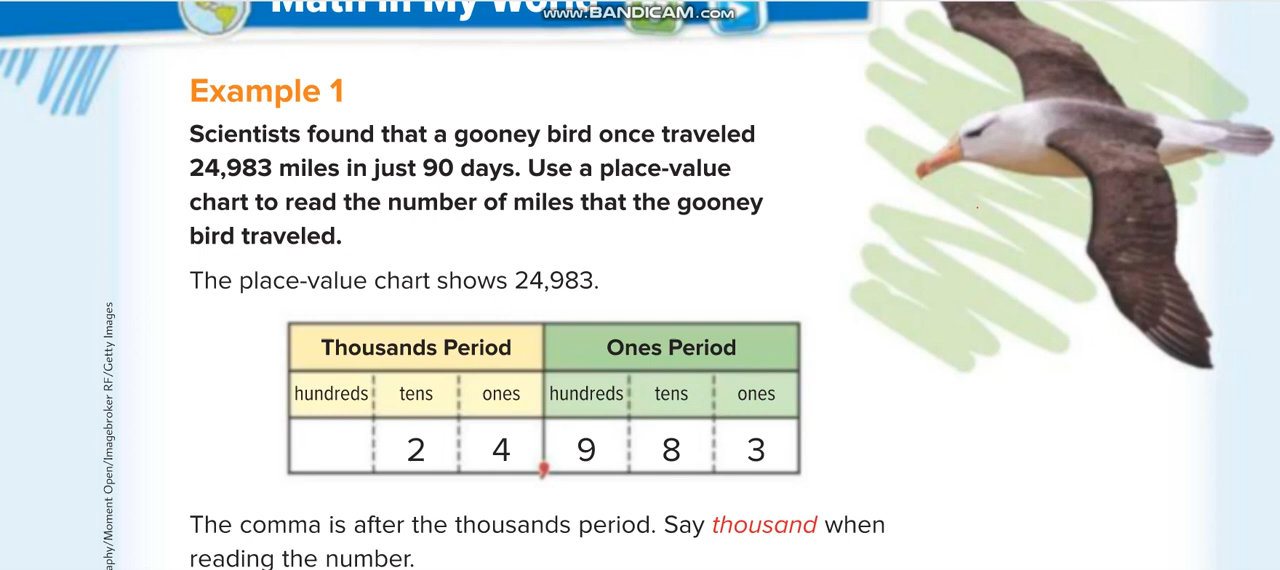 Math in My World
www.BANDICAM.com
Example 1
Scientists found that a gooney bird once traveled
24,983 miles in just 90 days. Use a place-value
chart to read the number of miles that the gooney
bird traveled.
The place-value chart shows 24,983.
Thousands Period Ones Period
hundreds tens ones hundreds tens ones
2 4 , 9 8 3
The comma is after the thousands period. Say thousand when
reading the number.
aphy/Moment Open/Imagebroker RF/Getty Images